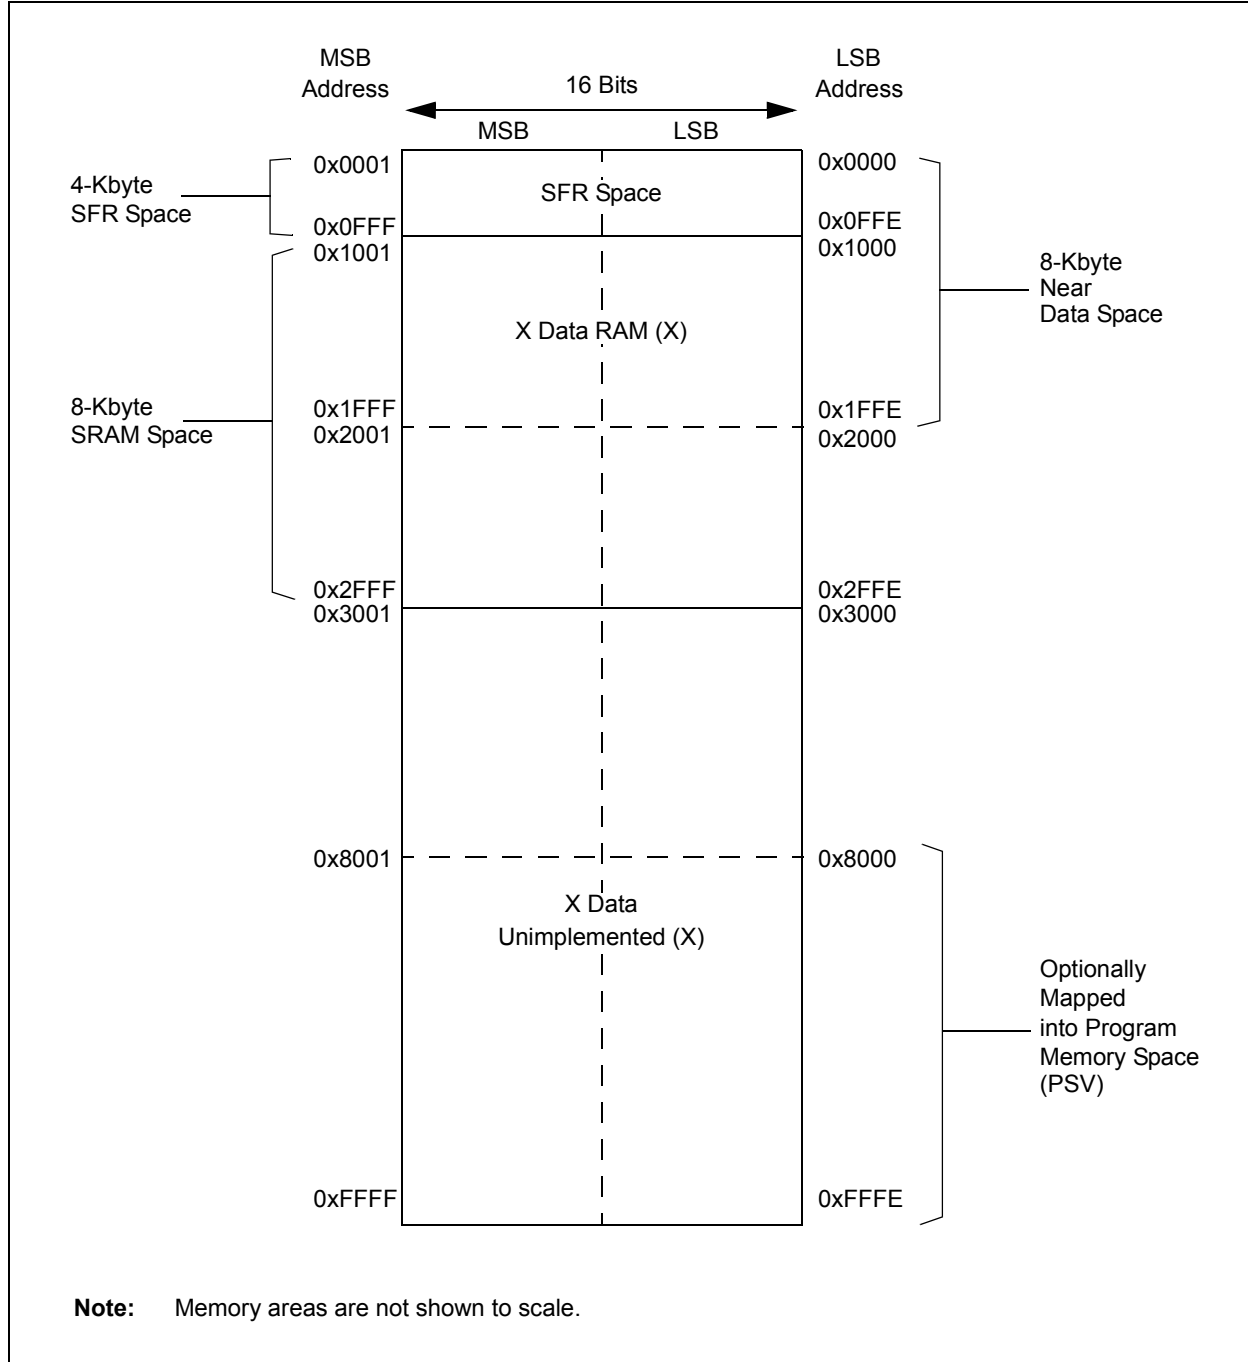 MSB
Address
LSB
Address
16 Bits
MSB
LSB
0x0001
0x0000
4-Kbyte
SFR Space
SFR Space
0x0FFF
0x0FFE
0x1001
0x1000
8-Kbyte
Near
Data Space
X Data RAM (X)
8-Kbyte
SRAM Space
0x1FFF
0x1FFE
0x2001
0x2000
0x2FFF
0x2FFE
0x3001
0x3000
0x8001
0x8000
X Data
Unimplemented (X)
Optionally
Mapped
into Program
Memory Space
(PSV)
0xFFFF
0xFFFE
Note: Memory areas are not shown to scale.